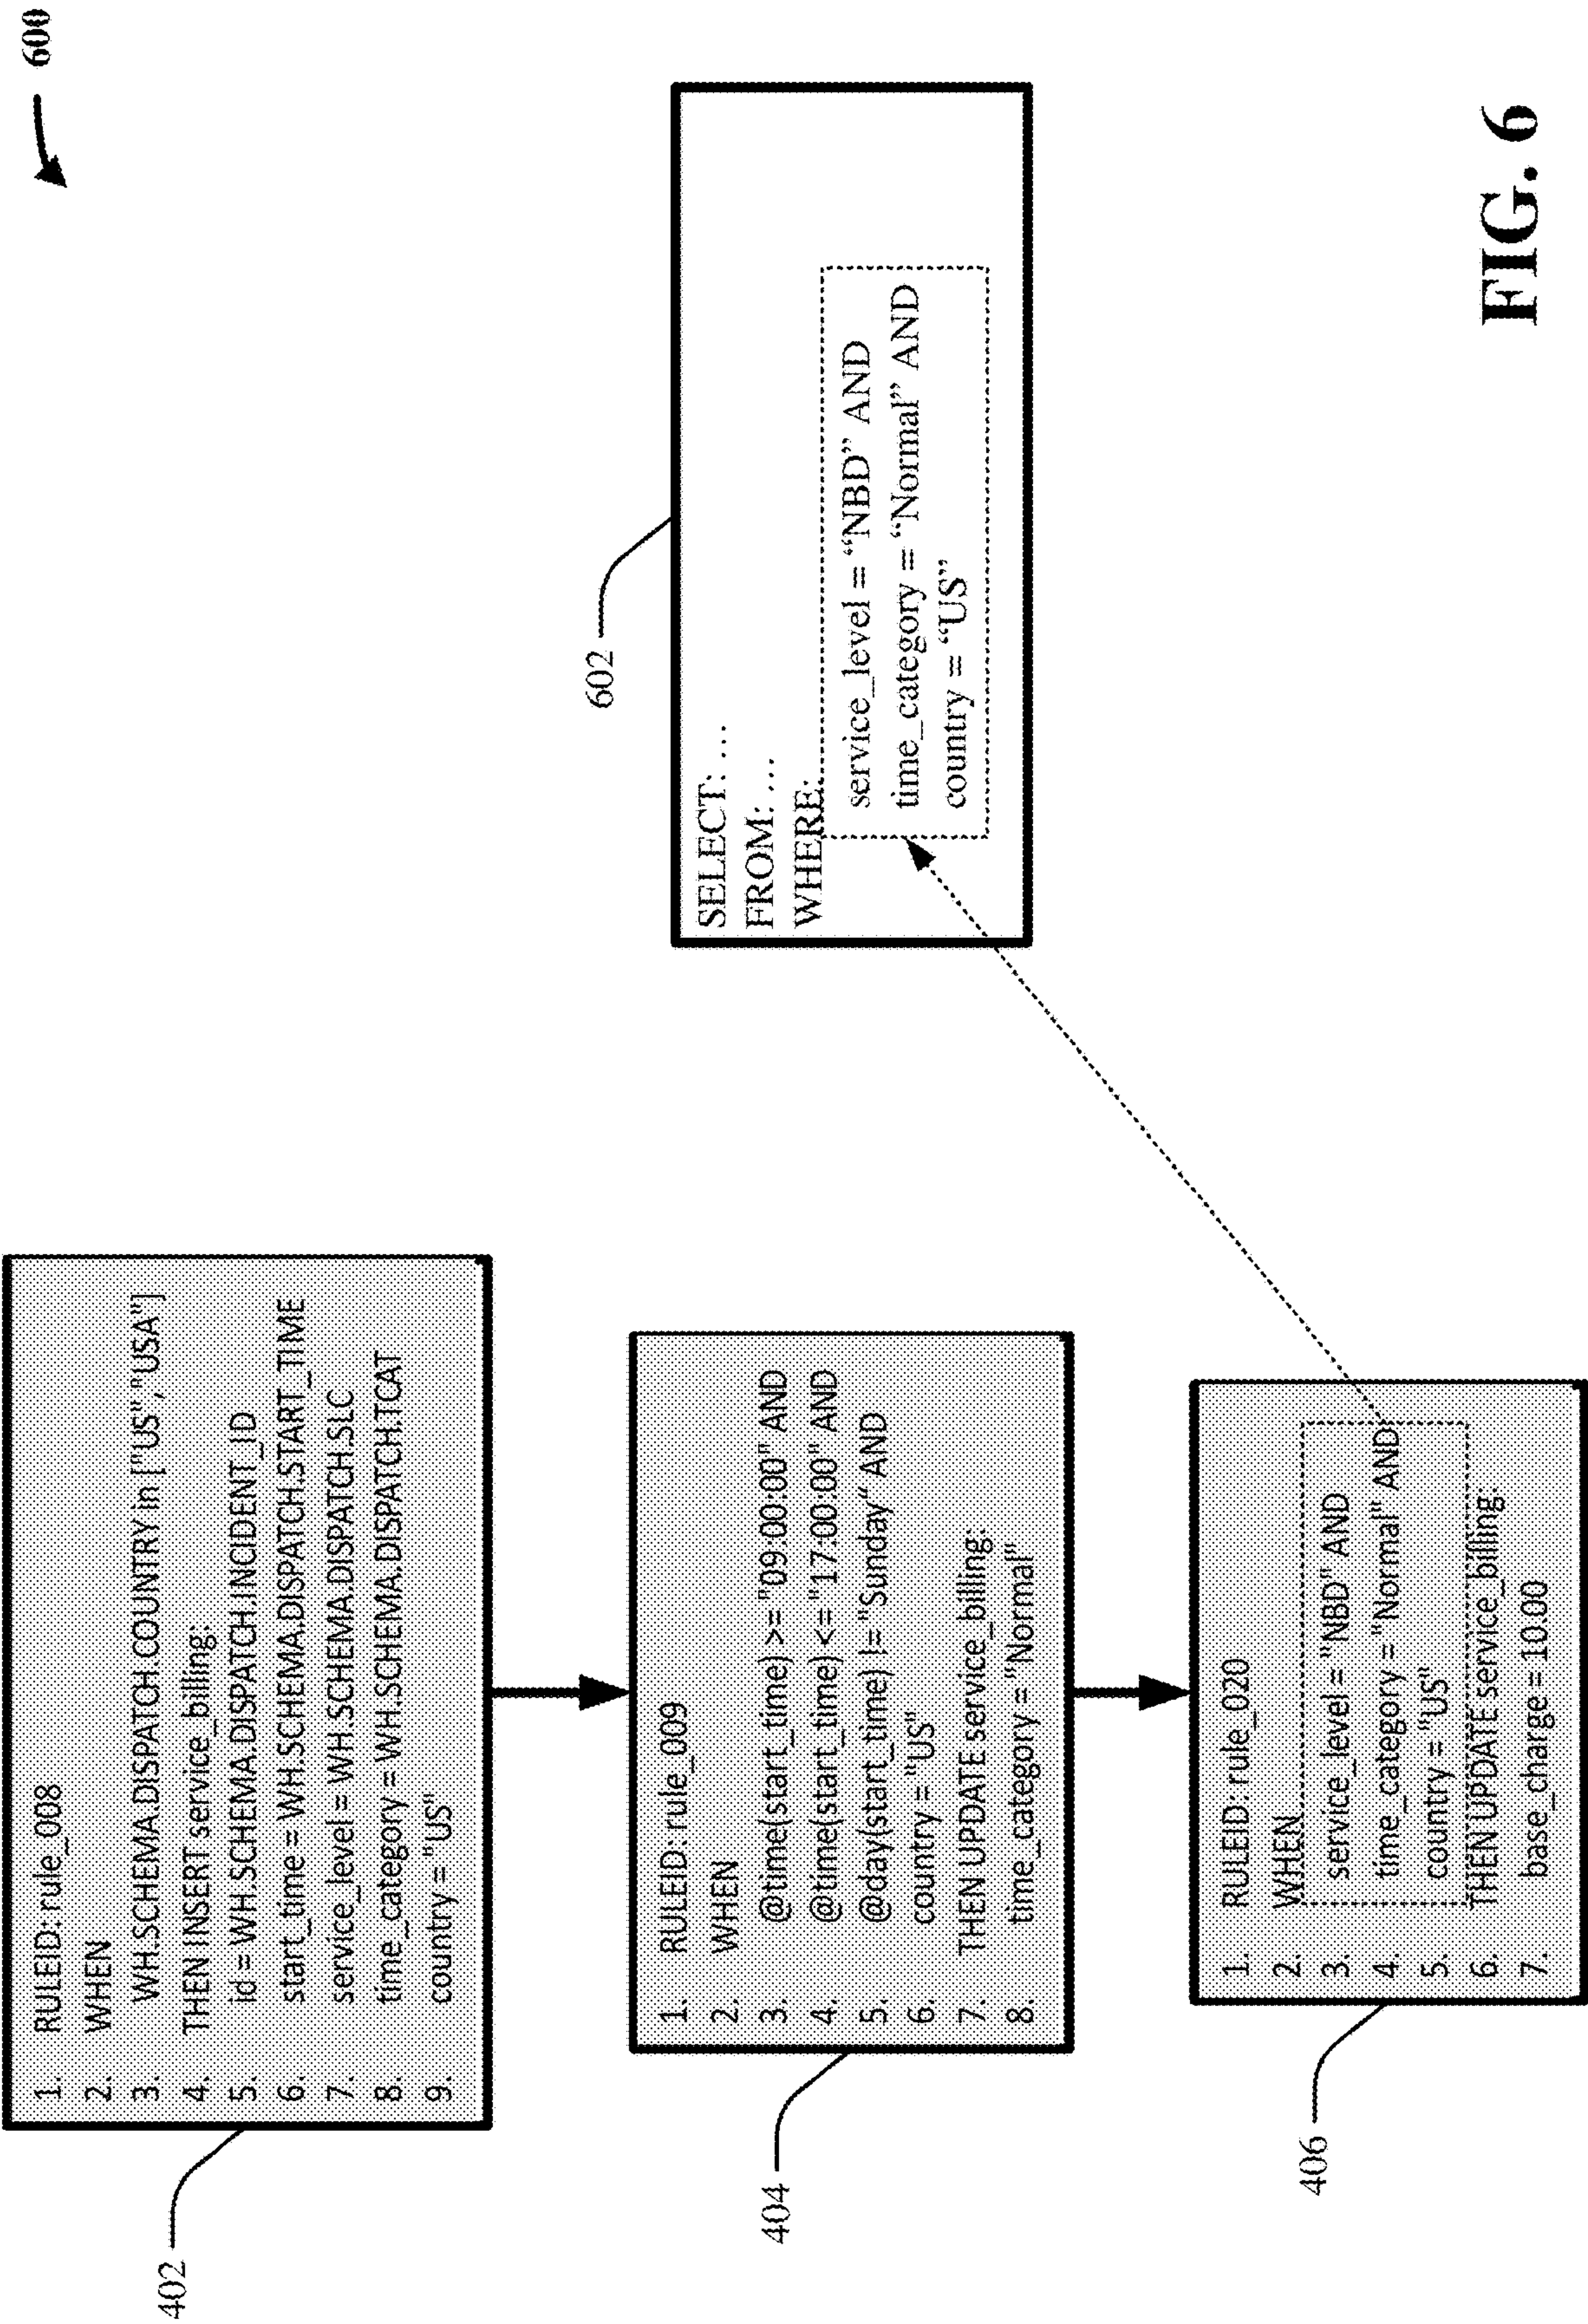 600
402
1. RULEID: rule_008
2. WHEN
3. WH.SCHEMA.DISPATCH.COUNTRY in ["US","USA"]
4. THEN INSERT service_billing:
5. id = WH.SCHEMA.DISPATCH.INCIDENT_ID
6. start_time = WH.SCHEMA.DISPATCH.START_TIME
7. service_level = WH.SCHEMA.DISPATCH.SLC
8. time_category = WH.SCHEMA.DISPATCH.TCAT
9. country = "US"
404
1. RULEID: rule_009
2. WHEN
3. @time(start_time) >="09:00:00" AND
4. @time(start_time) <="17:00:00" AND
5. @day(start_time) != "Sunday“ AND
6. country = "US"
7. THEN UPDATE service_billing:
8. time_category = "Normal"
406
1. RULEID: rule_020
2. WHEN
3. service_level = "NBD" AND
4. time_category = "Normal" AND
5. country = "US"
6. THEN UPDATE service_billing:
7. base_charge = 10.00
602
SELECT: …
FROM: …
WHERE:
service_level = “NBD” AND
time_category = “Normal” AND
country = “US”
FIG. 6